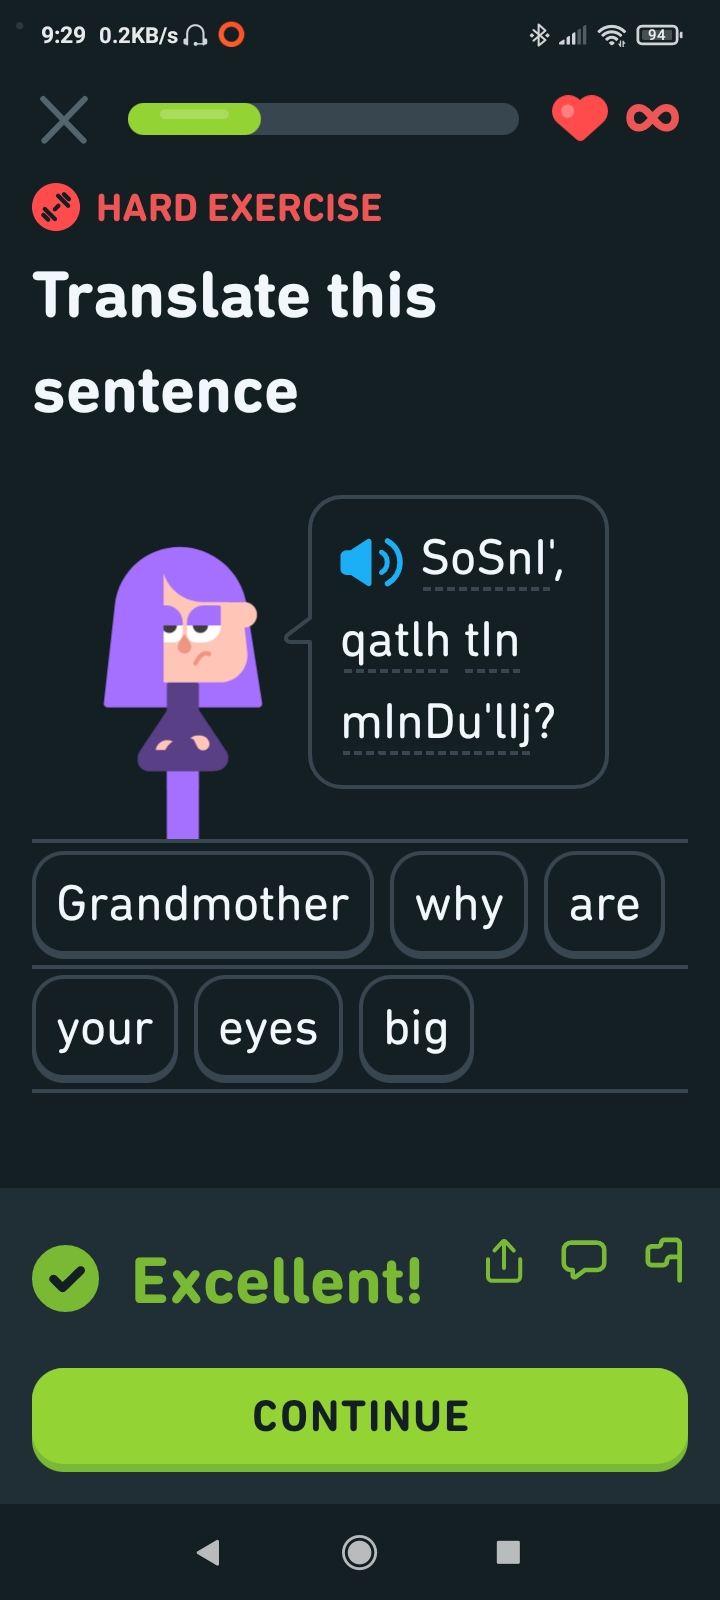 9:29 0.2KB/s 94
HARD EXERCISE
Translate this
sentence
SoSnI',
qatlh tIn
mInDu'lIj?
Grandmother why are
your eyes big
Excellent!
CONTINUE